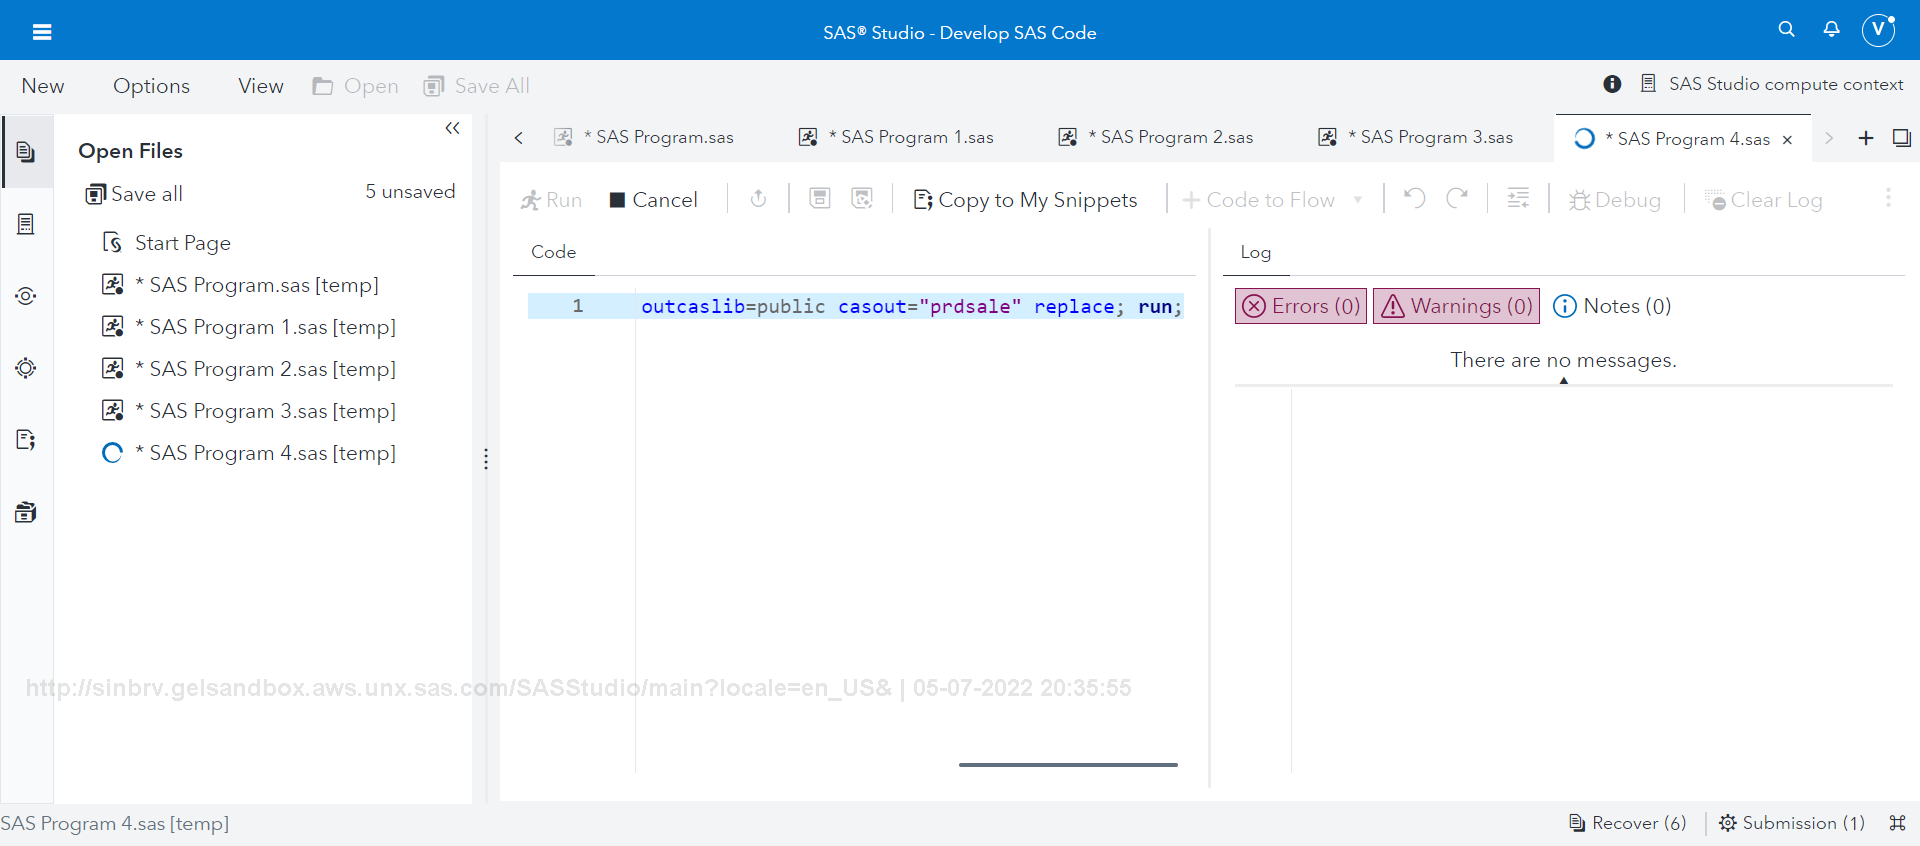 SAS® Studio - Develop SAS Code
V
New Options View Open Save All
SAS Studio compute context
Open Files
Save all 5 unsaved
Start Page
* SAS Program.sas [temp]
* SAS Program 1.sas [temp]
* SAS Program 2.sas [temp]
* SAS Program 3.sas [temp]
* SAS Program 4.sas [temp]
* SAS Program.sas * SAS Program 1.sas * SAS Program 2.sas * SAS Program 3.sas * SAS Program 4.sas
Run Cancel Copy to My Snippets Code to Flow Debug Clear Log
Code
1 outcaslib=public casout="prdsale" replace; run;
Log
Errors (0) Warnings (0) Notes (0)
There are no messages.
http://sinbrv.gelsandbox.aws.unx.sas.com/SASStudio/main?locale=en_US& | 05-07-2022 20:35:55
SAS Program 4.sas [temp]
Recover (6) Submission (1)